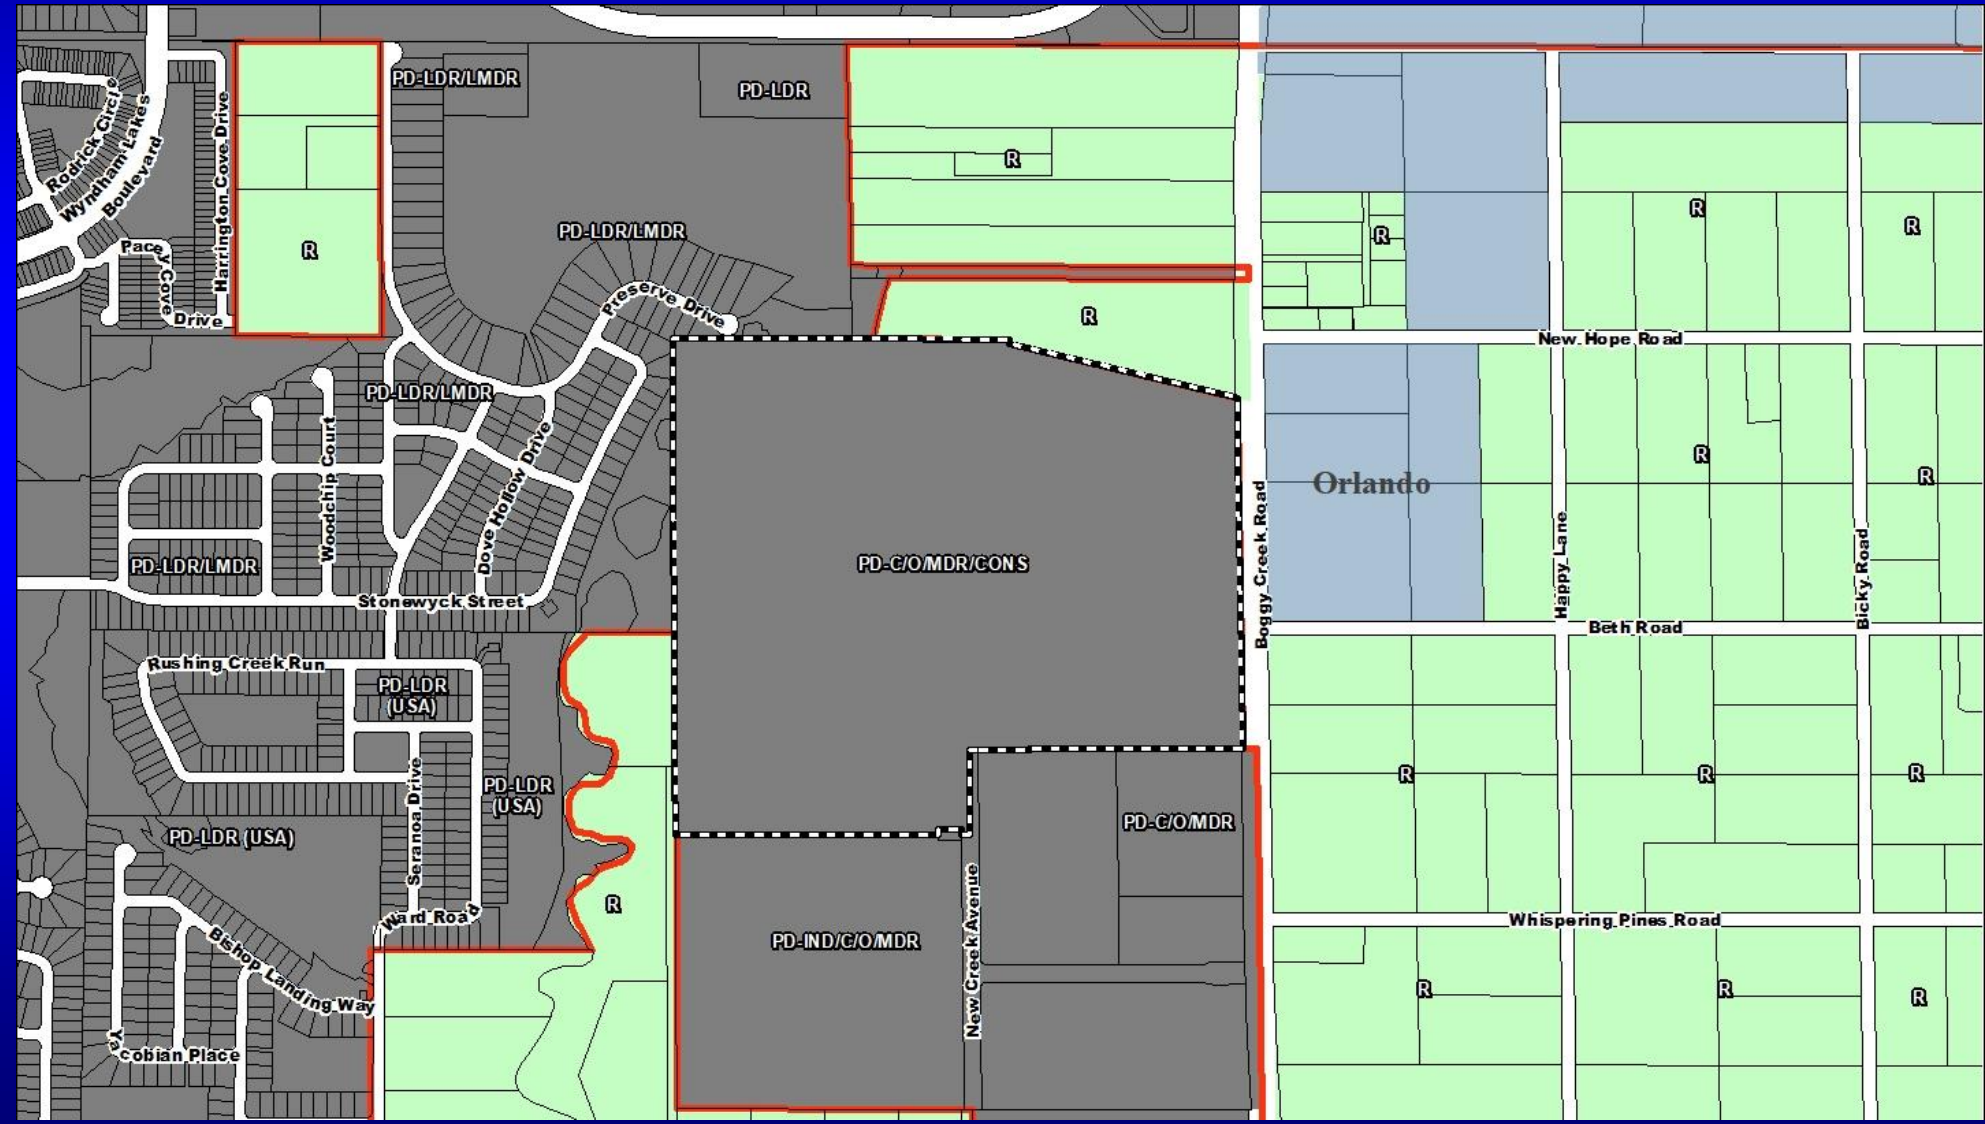 PD-LDR/LMDR
PD-LDR
Rodrick Circle
Wyndham Lakes
Boulevard
Harrington Cove Drive
R
R
R
R
R
PD-LDR/LMDR
Pacey Cove
Drive
R
Preserve Drive
R
New Hope Road
PD-LDR/LMDR
Woodchip Court
Dove Hollow Drive
R
R
Orlando
Boggy Creek Road
Happy Lane
Bicky Road
PD-LDR/LMDR
PD-C/O/MDR/CONS
Stonewyck Street
Beth Road
Rushing Creek Run
PD-LDR
(USA)
PD-LDR
(USA)
Seranoa Drive
R
R
R
PD-LDR (USA)
PD-C/O/MDR
R
Ward Road
New Creek Avenue
Whispering Pines Road
PD-IND/C/O/MDR
Bishop Landing Way
R
R
R
Yacobian Place